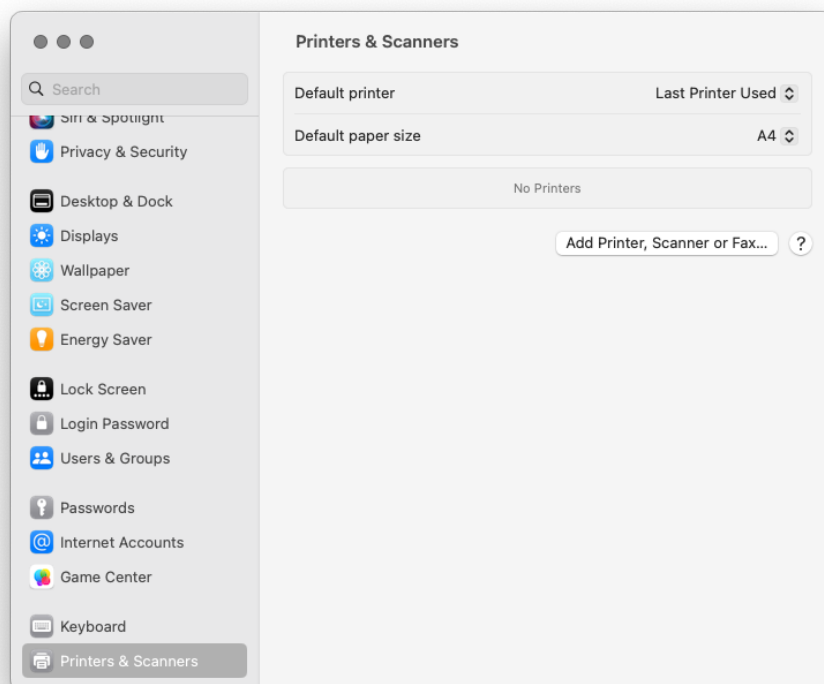 Printers & Scanners
Search
Siri & Spotlight
Privacy & Security
Desktop & Dock
Displays
Wallpaper
Screen Saver
Energy Saver
Lock Screen
Login Password
Users & Groups
Passwords
Internet Accounts
Game Center
Keyboard
Printers & Scanners
Default printer Last Printer Used
Default paper size A4
No Printers
Add Printer, Scanner or Fax... ?